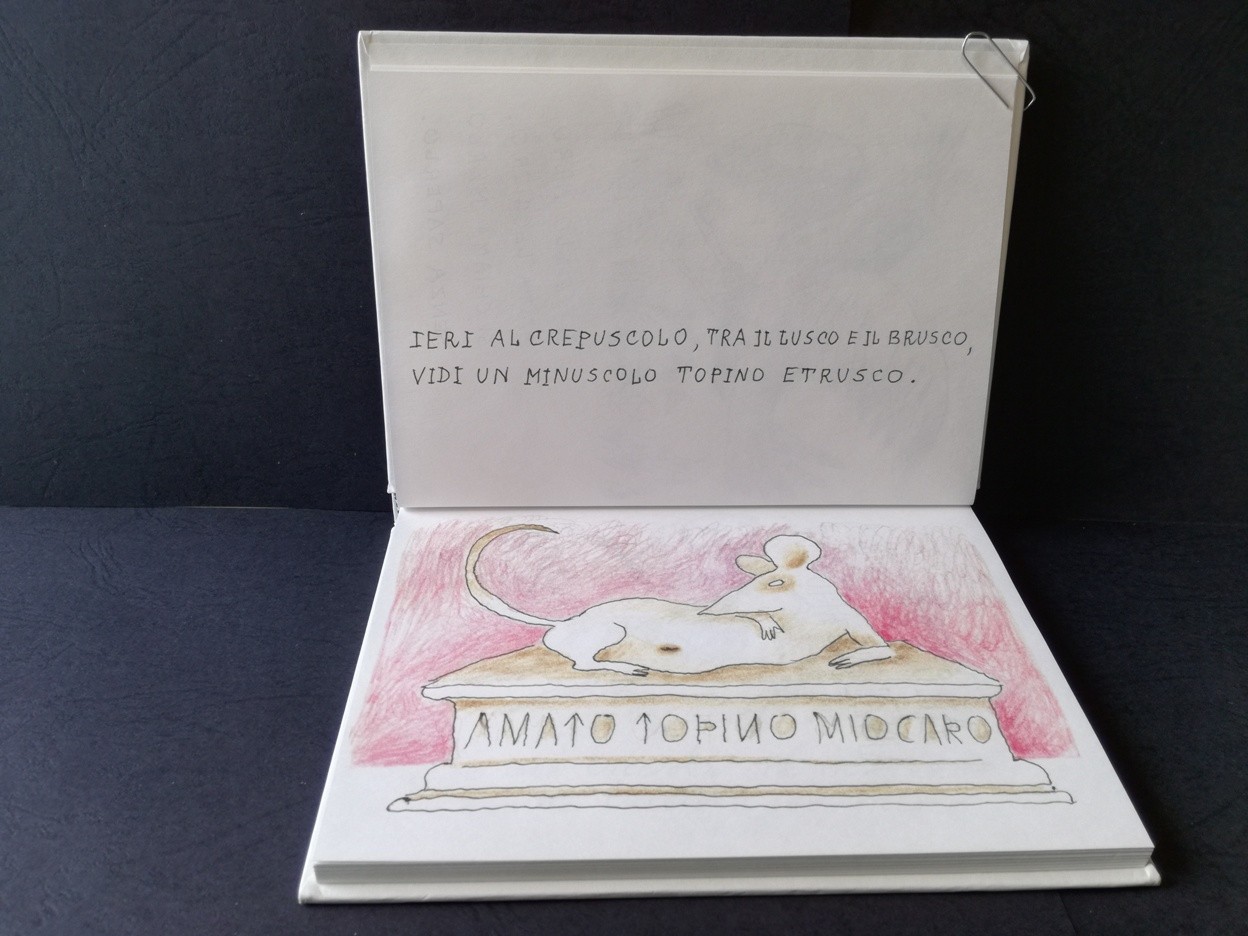 IERI AL CREPUSCOLO, TRA IL LUSCO E IL BRUSCO,
VIDI UN MINUSCOLO TOPINO ETRUSCO.
AMATO TOPINO MIO CARO